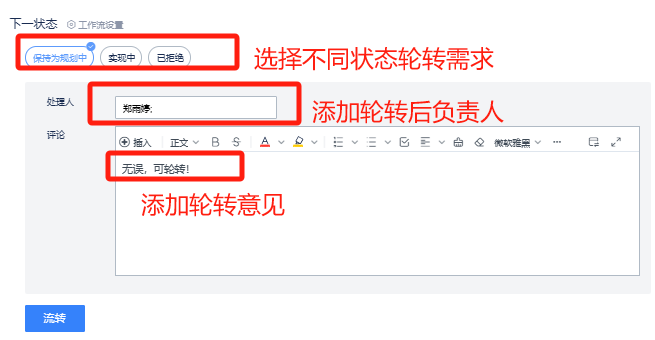 下一状态 工作流设置
保持为规划中 实现中 已拒绝 选择不同状态轮转需求
处理人 郑雨婷; 添加轮转后负责人
评论 插入 正文 B S A 微软雅黑 ···
无误，可轮转！
添加轮转意见
流转